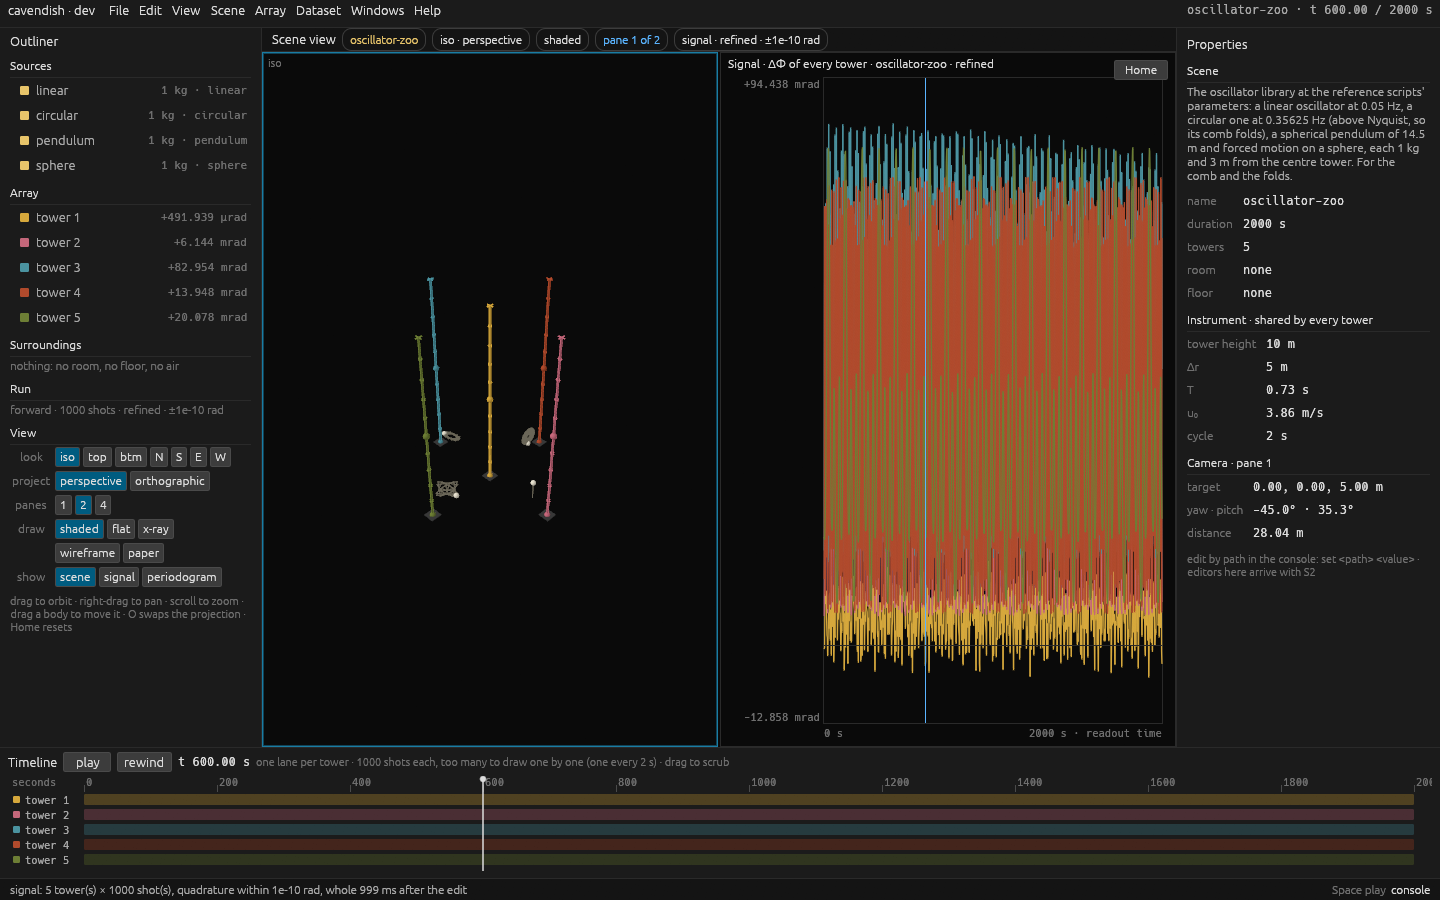 cavendish · dev File Edit View Scene Array Dataset Windows Help
oscillator-zoo · t 600.00 / 2000 s
Outliner
Sources
linear 1 kg · linear
circular 1 kg · circular
pendulum 1 kg · pendulum
sphere 1 kg · sphere
Array
tower 1 +491.939 µrad
tower 2 +6.144 mrad
tower 3 +82.954 mrad
tower 4 +13.948 mrad
tower 5 +20.078 mrad
Surroundings
nothing: no room, no floor, no air
Run
forward · 1000 shots · refined · ±1e-10 rad
View
look iso top btm N S E W
project perspective orthographic
panes 1 2 4
draw shaded flat x-ray
wireframe paper
show scene signal periodogram
drag to orbit · right-drag to pan · scroll to zoom ·
drag a body to move it · O swaps the projection ·
Home resets
Scene view oscillator-zoo iso · perspective shaded pane 1 of 2 signal · refined · ±1e-10 rad
iso
Signal · ΔΦ of every tower · oscillator-zoo · refined
Home
+94.438 mrad
-12.858 mrad
0 s 2000 s · readout time
Properties
Scene
The oscillator library at the reference scripts'
parameters: a linear oscillator at 0.05 Hz, a
circular one at 0.35625 Hz (above Nyquist, so
its comb folds), a spherical pendulum of 14.5
m and forced motion on a sphere, each 1 kg
and 3 m from the centre tower. For the
comb and the folds.
name oscillator-zoo
duration 2000 s
towers 5
room none
floor none
Instrument · shared by every tower
tower height 10 m
Δr 5 m
T 0.73 s
u₀ 3.86 m/s
cycle 2 s
Camera · pane 1
target 0.00, 0.00, 5.00 m
yaw · pitch -45.0° · 35.3°
distance 28.04 m
edit by path in the console: set <path> <value> ·
editors here arrive with S2
Timeline play rewind t 600.00 s one lane per tower · 1000 shots each, too many to draw one by one (one every 2 s) · drag to scrub
seconds 0 200 400 600 800 1000 1200 1400 1600 1800 200
tower 1
tower 2
tower 3
tower 4
tower 5
signal: 5 tower(s) × 1000 shot(s), quadrature within 1e-10 rad, whole 999 ms after the edit
Space play console